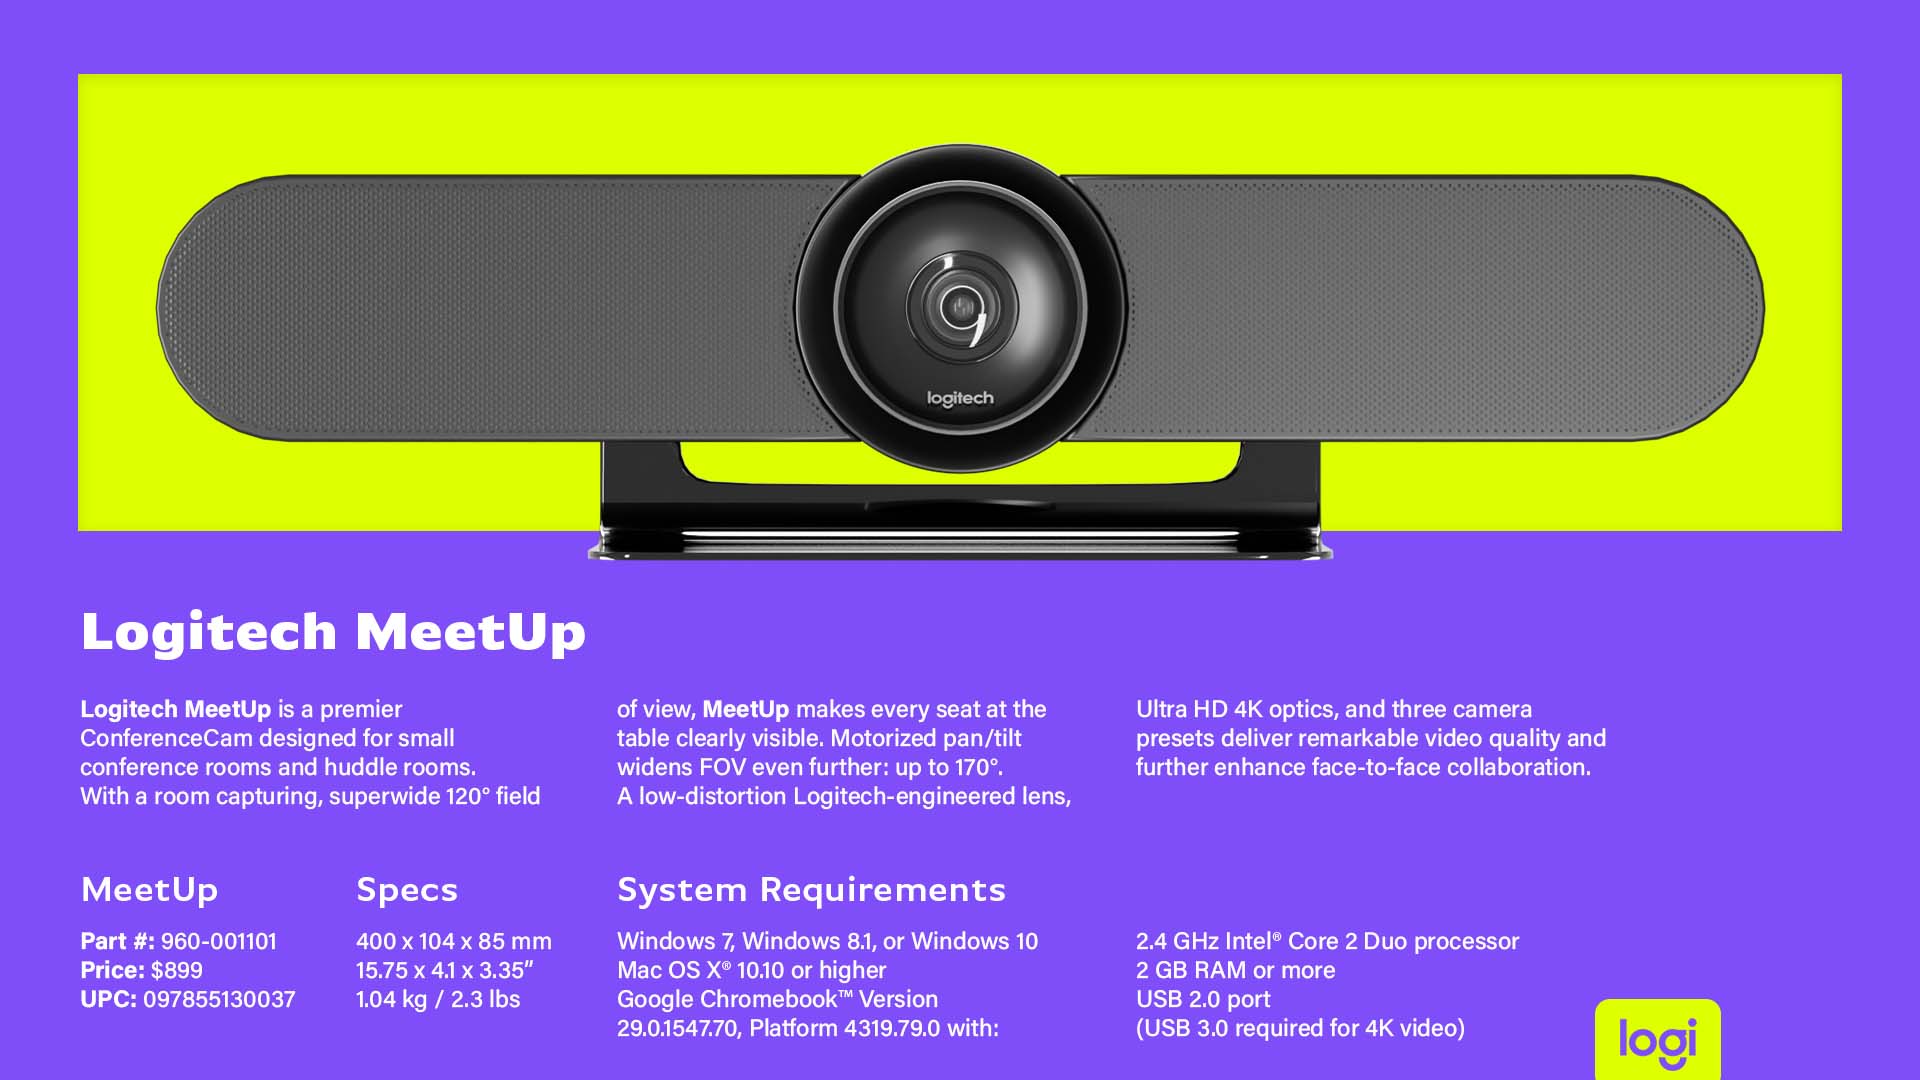 logitech
Logitech MeetUp
Logitech MeetUp is a premier
ConferenceCam designed for small
conference rooms and huddle rooms.
With a room capturing, superwide 120° field
of view, MeetUp makes every seat at the
table clearly visible. Motorized pan/tilt
widens FOV even further: up to 170°.
A low-distortion Logitech-engineered lens,
Ultra HD 4K optics, and three camera
presets deliver remarkable video quality and
further enhance face-to-face collaboration.
MeetUp
Part #: 960-001101
Price: $899
UPC: 097855130037
Specs
400 x 104 x 85 mm
15.75 x 4.1 x 3.35”
1.04 kg / 2.3 lbs
System Requirements
Windows 7, Windows 8.1, or Windows 10
Mac OS X® 10.10 or higher
Google Chromebook™ Version
29.0.1547.70, Platform 4319.79.0 with:
2.4 GHz Intel® Core 2 Duo processor
2 GB RAM or more
USB 2.0 port
(USB 3.0 required for 4K video)
logi